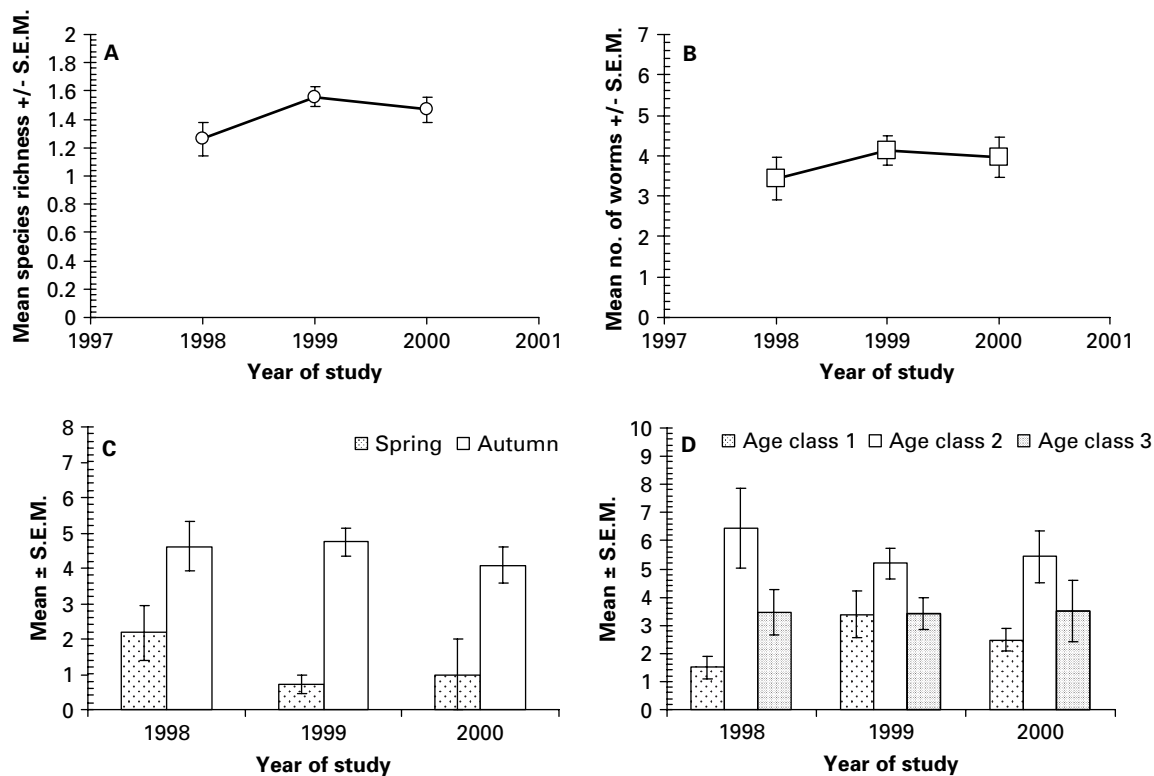 A
Mean species richness +/- S.E.M.
2
1.8
1.6
1.4
1.2
1
0.8
0.6
0.4
0.2
0
1997 1998 1999 2000 2001
Year of study
B
Mean no. of worms +/- S.E.M.
7
6
5
4
3
2
1
0
1997 1998 1999 2000 2001
Year of study
C
Spring Autumn
Mean ± S.E.M.
8
7
6
5
4
3
2
1
0
1998 1999 2000
Year of study
D
Age class 1 Age class 2 Age class 3
Mean ± S.E.M.
10
9
8
7
6
5
4
3
2
1
0
1998 1999 2000
Year of study